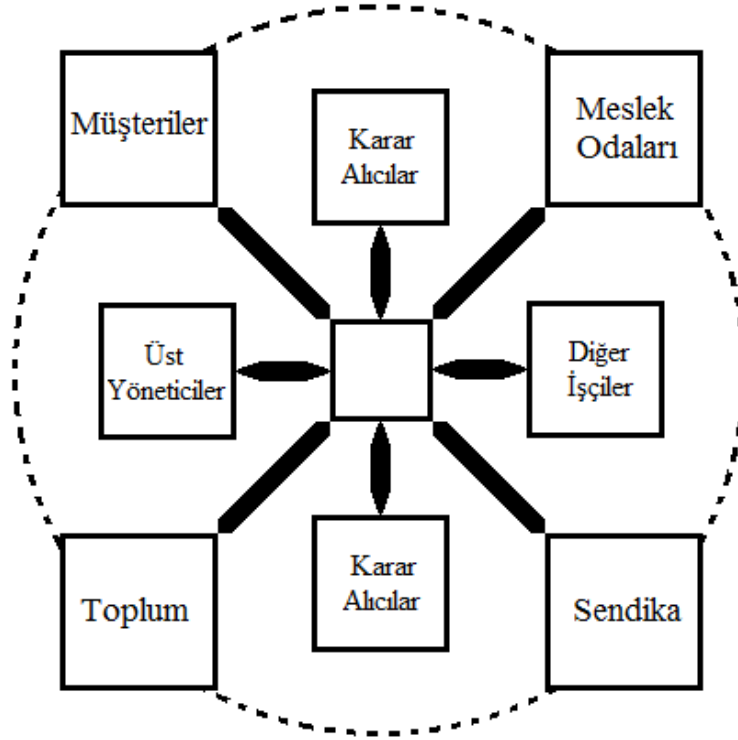 Müşteriler
Karar
Alıcılar
Meslek
Odaları
Üst
Yöneticiler
Diğer
İşçiler
Toplum
Karar
Alıcılar
Sendika